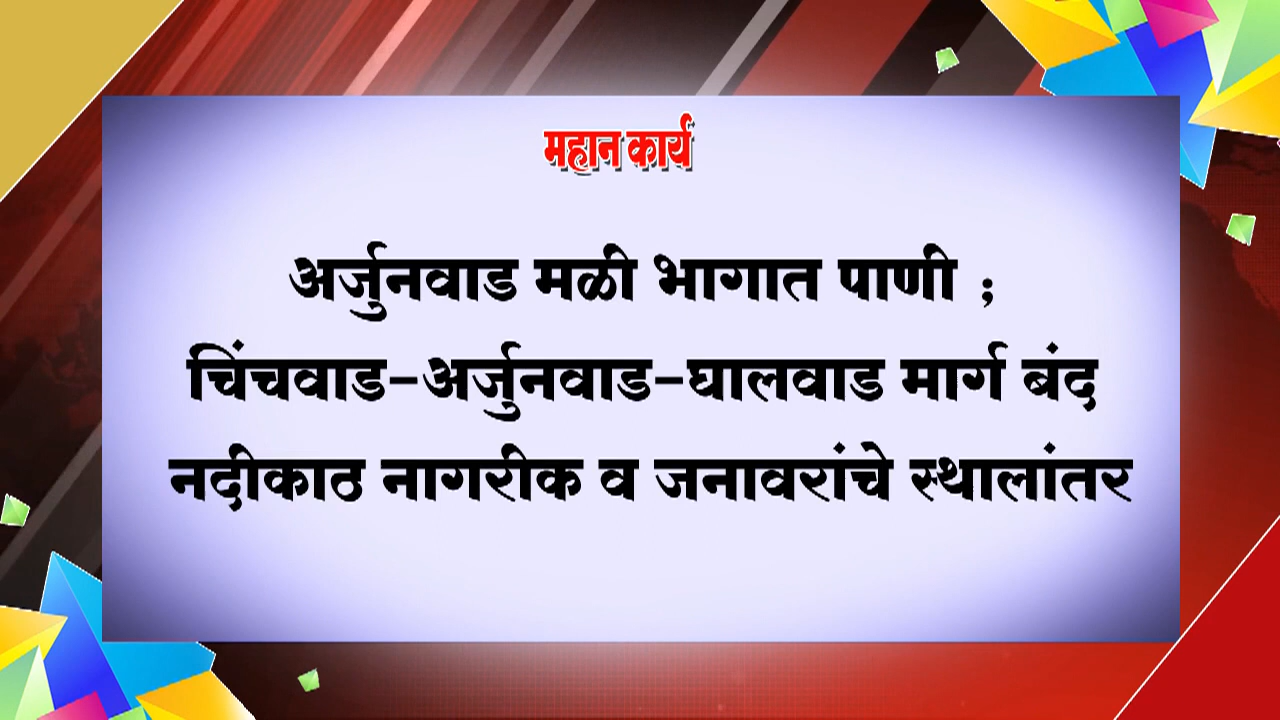 महान कार्य
अर्जुनवाड मळी भागात पाणी ;
चिंचवाड-अर्जुनवाड-घालवाड मार्ग बंद
नदीकाठ नागरीक व जनावरांचे स्थालांतर